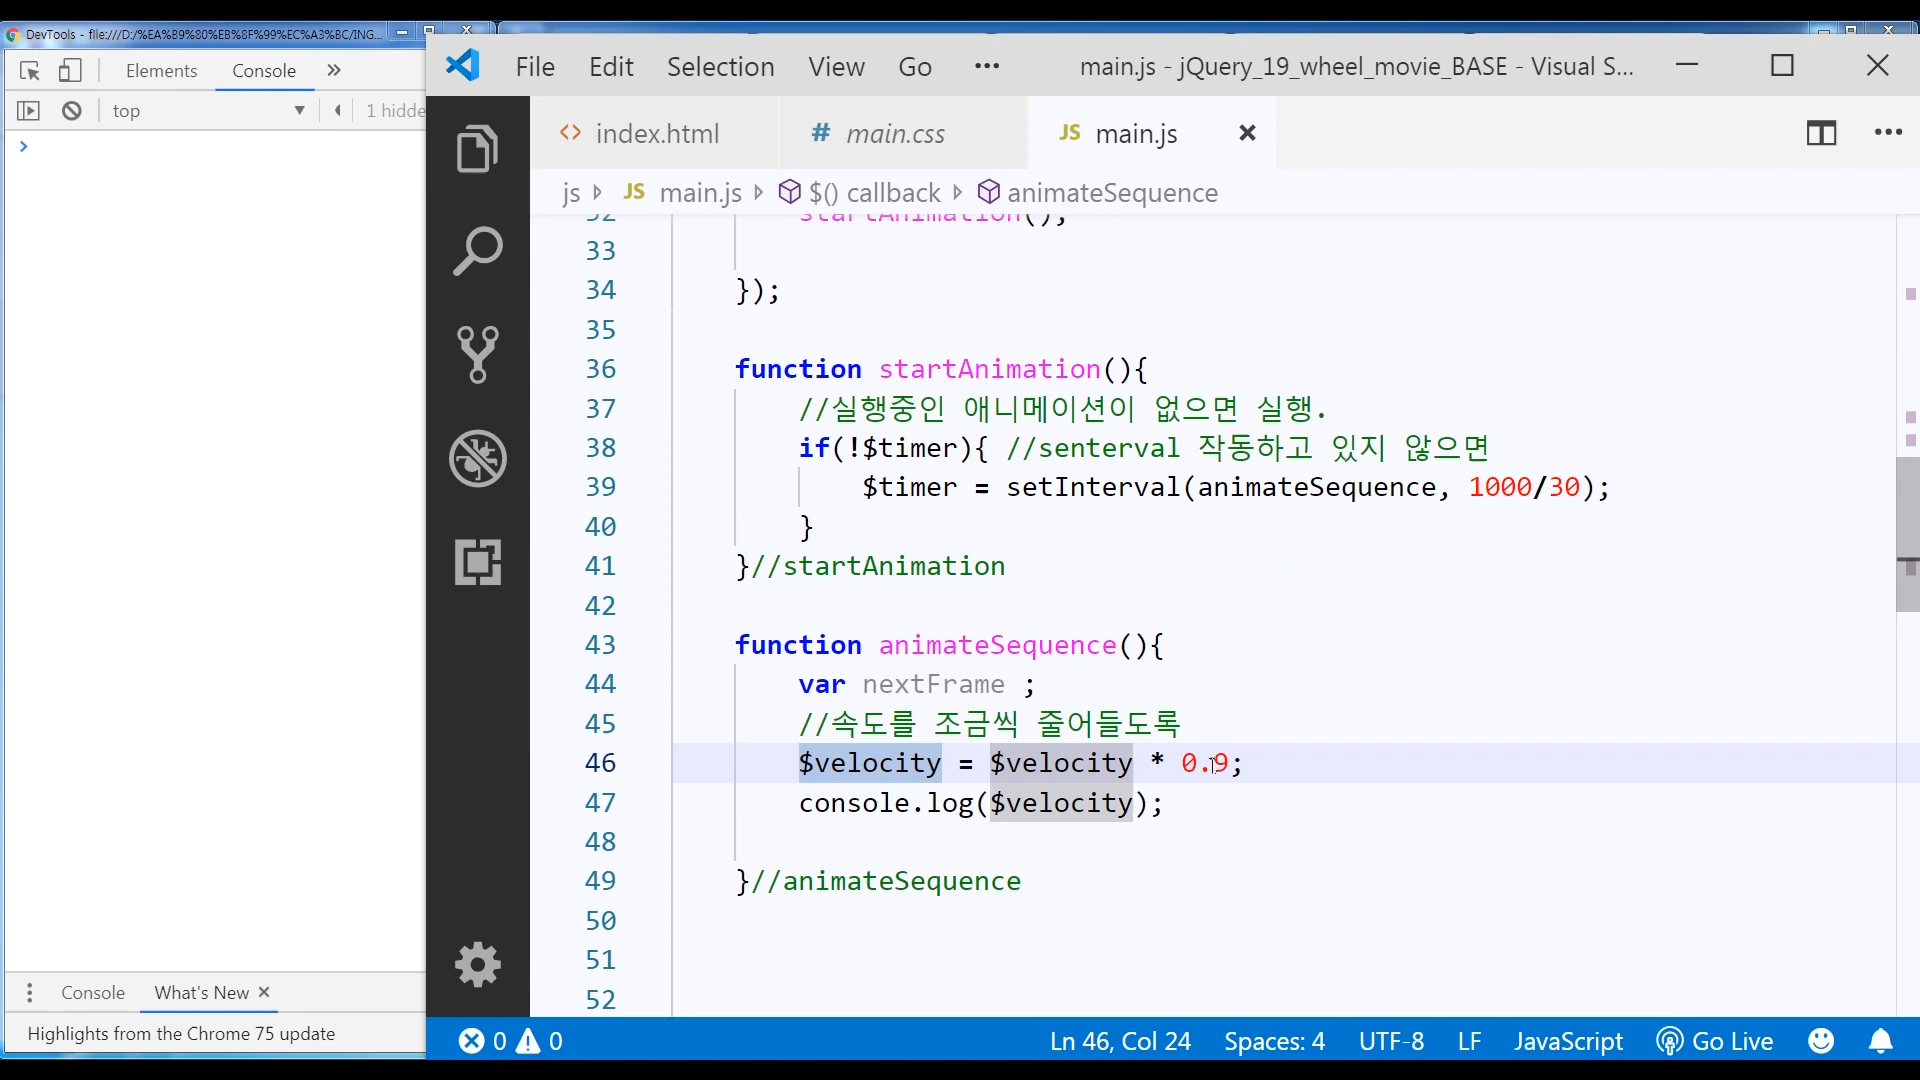 DevTools - file:///D:/%EA%B9%80%EB%8F%99%EC%A3%BC/ING...
Elements Console »
top 1 hidde
File Edit Selection View Go ··· main.js - jQuery_19_wheel_movie_BASE - Visual S...
index.html # main.css JS main.js
js JS main.js $() callback animateSequence
32 startAnimation();
33
34 });
35
36 function startAnimation(){
37 //실행중인 애니메이션이 없으면 실행.
38 if(!$timer){ //senterval 작동하고 있지 않으면
39 $timer = setInterval(animateSequence, 1000/30);
40 }
41 }//startAnimation
42
43 function animateSequence(){
44 var nextFrame ;
45 //속도를 조금씩 줄어들도록
46 $velocity = $velocity * 0.9;
47 console.log($velocity);
48
49 }//animateSequence
50
51
52
Console What's New
Highlights from the Chrome 75 update
0 0 Ln 46, Col 24 Spaces: 4 UTF-8 LF JavaScript Go Live